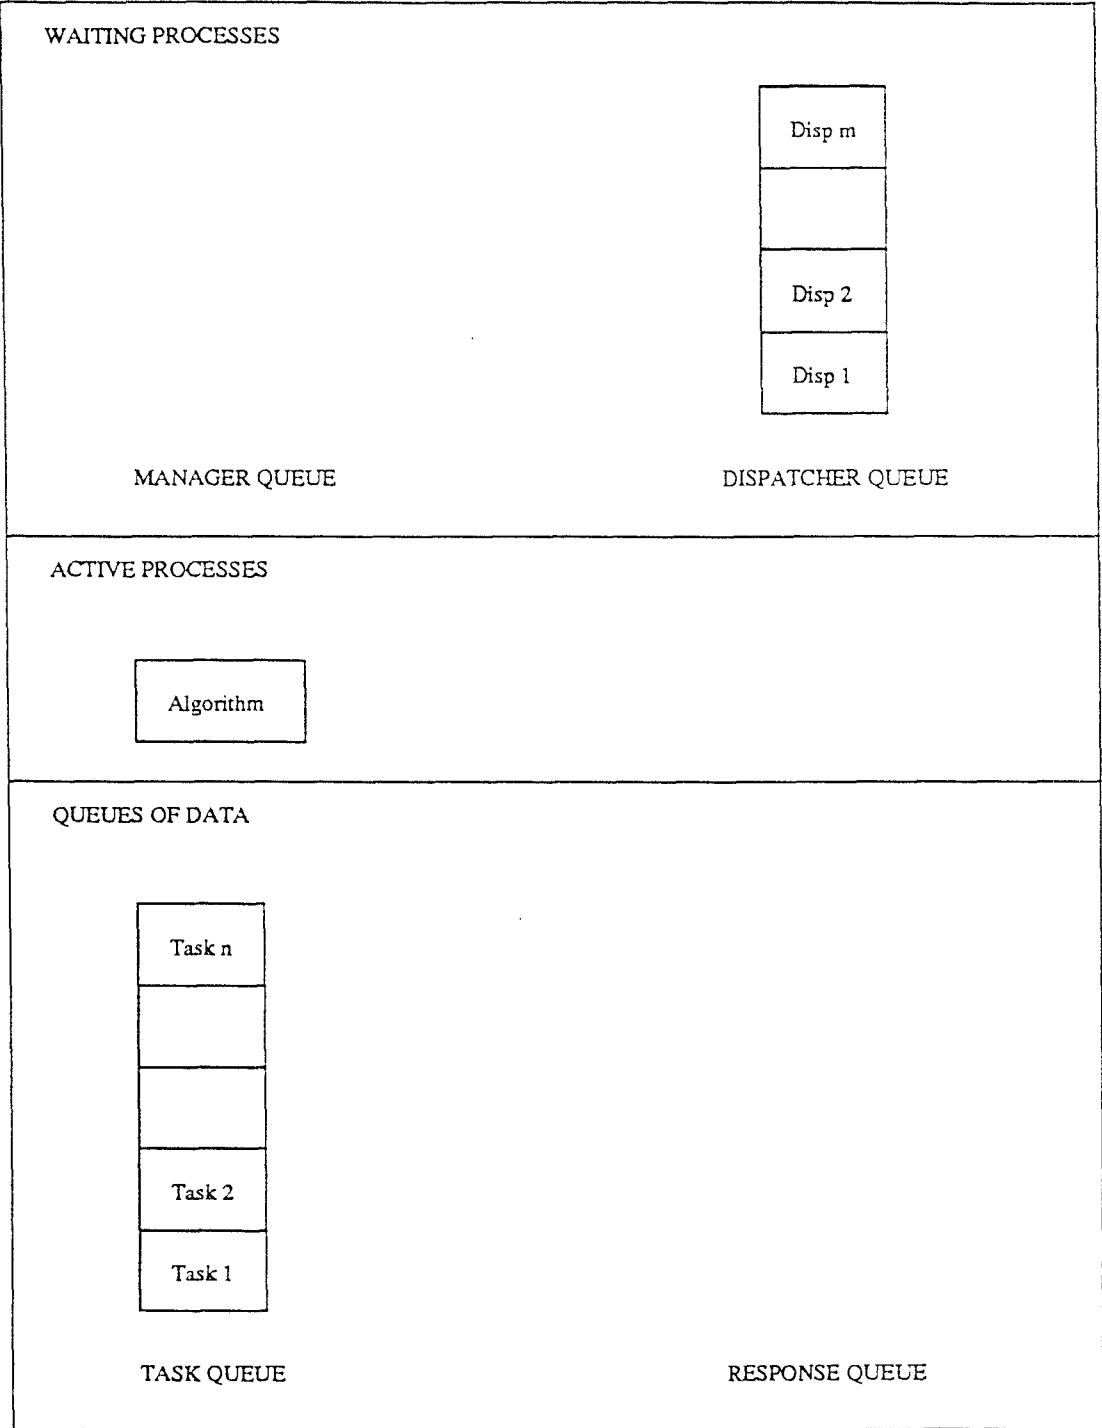 WAITING PROCESSES
Disp m
Disp 2
Disp 1
MANAGER QUEUE
DISPATCHER QUEUE
ACTIVE PROCESSES
Algorithm
QUEUES OF DATA
Task n
Task 2
Task 1
TASK QUEUE
RESPONSE QUEUE